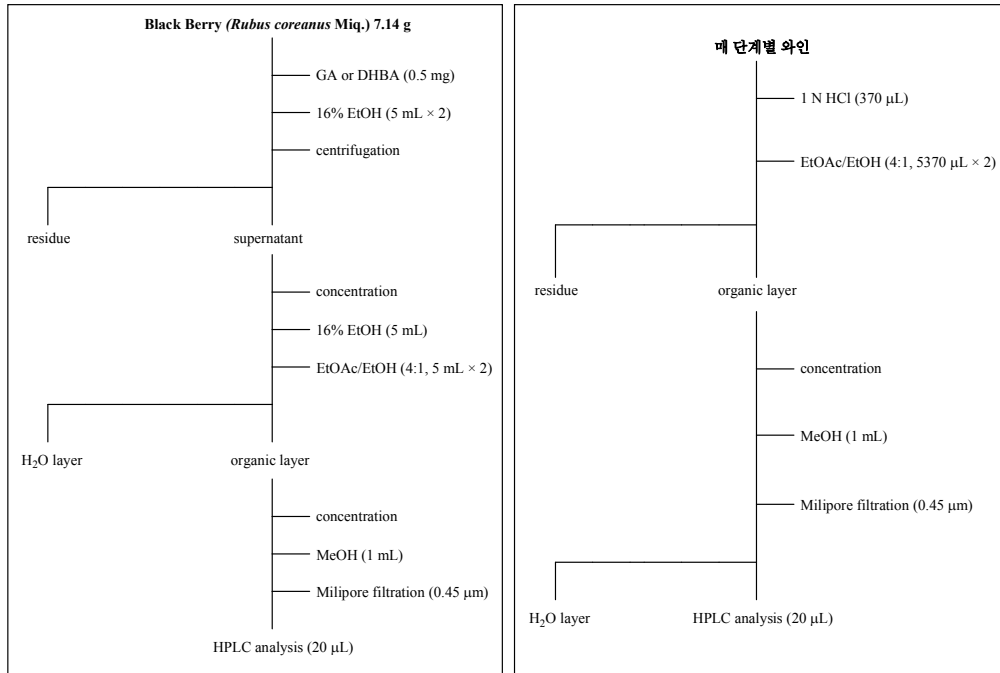 Black Berry (Rubus coreanus Miq.) 7.14 g
GA or DHBA (0.5 mg)
16% EtOH (5 mL × 2)
centrifugation
residue
supernatant
concentration
16% EtOH (5 mL)
EtOAc/EtOH (4:1, 5 mL × 2)
H₂O layer
organic layer
concentration
MeOH (1 mL)
Milipore filtration (0.45 μm)
HPLC analysis (20 μL)
매 단계별 와인
1 N HCl (370 μL)
EtOAc/EtOH (4:1, 5370 μL × 2)
residue
organic layer
concentration
MeOH (1 mL)
Milipore filtration (0.45 μm)
H₂O layer
HPLC analysis (20 μL)